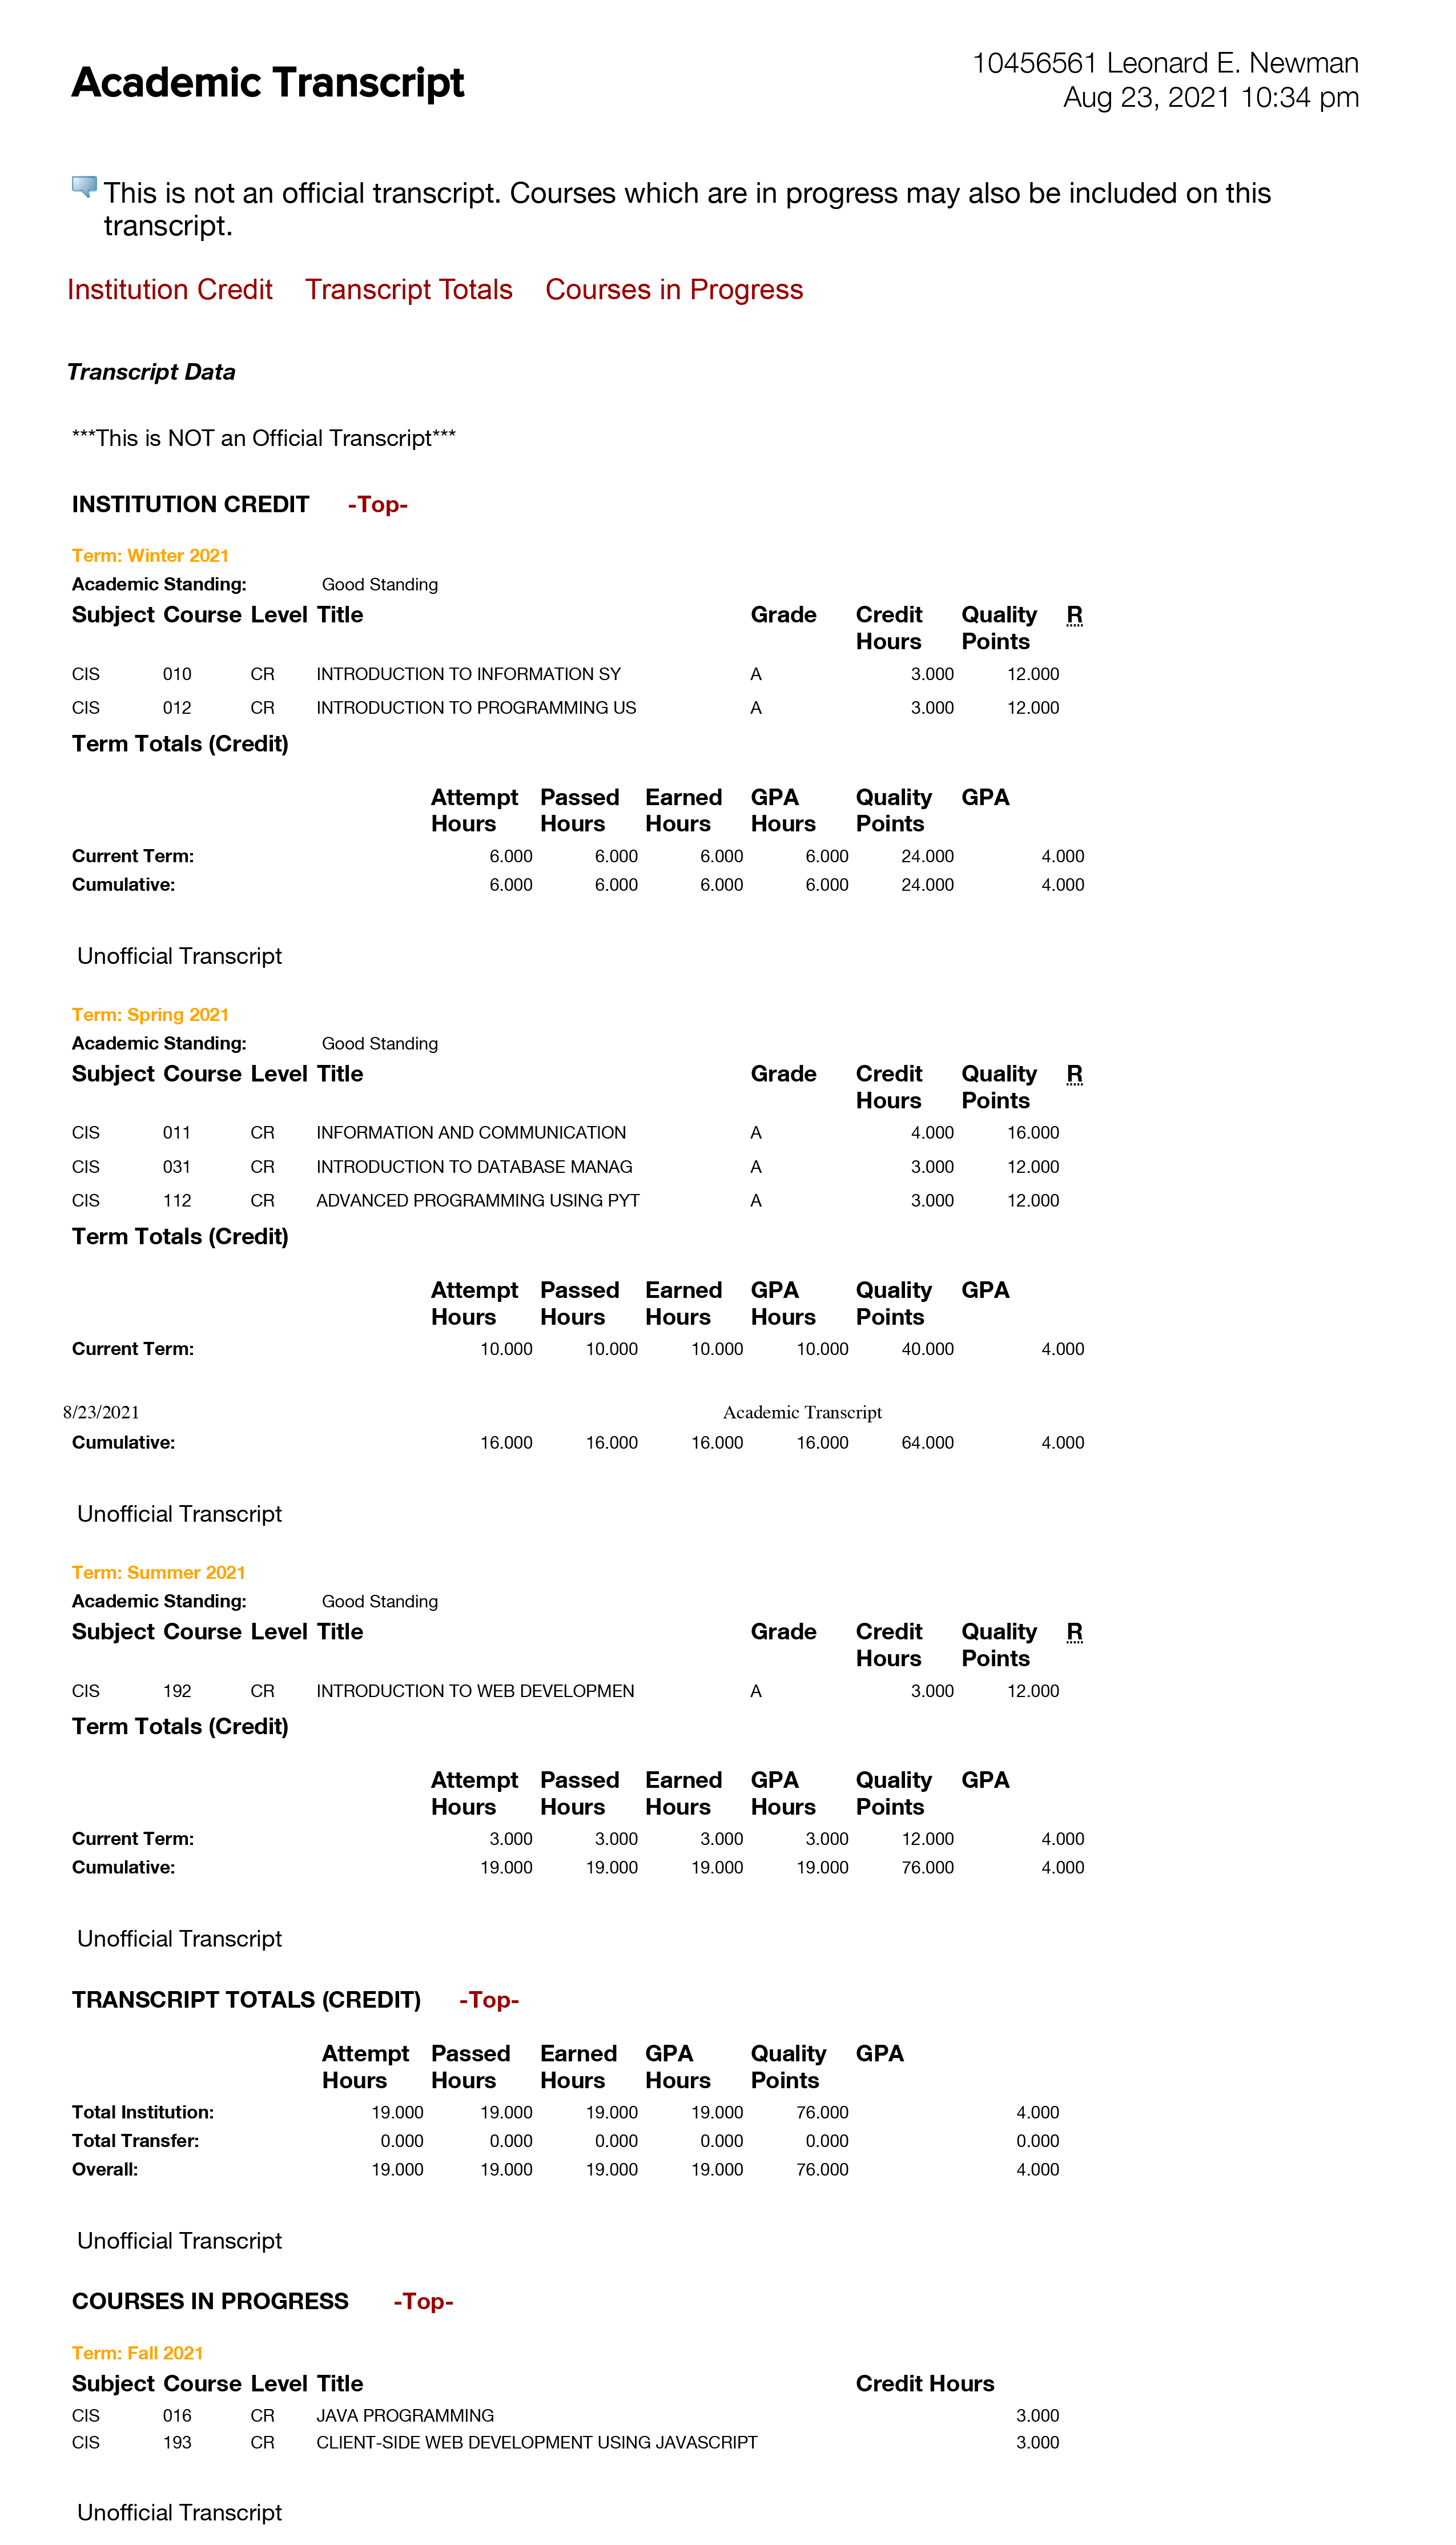 Academic Transcript
10456561 Leonard E. Newman
Aug 23, 2021 10:34 pm
This is not an official transcript. Courses which are in progress may also be included on this
transcript.
Institution Credit Transcript Totals Courses in Progress
Transcript Data
***This is NOT an Official Transcript***
INSTITUTION CREDIT -Top-
Term: Winter 2021
Academic Standing: Good Standing
Subject Course Level Title Grade Credit Hours Quality Points R
CIS 010 CR INTRODUCTION TO INFORMATION SY A 3.000 12.000
CIS 012 CR INTRODUCTION TO PROGRAMMING US A 3.000 12.000
Term Totals (Credit)
Attempt Hours Passed Hours Earned Hours GPA Hours Quality Points GPA
Current Term: 6.000 6.000 6.000 6.000 24.000 4.000
Cumulative: 6.000 6.000 6.000 6.000 24.000 4.000
Unofficial Transcript
Term: Spring 2021
Academic Standing: Good Standing
Subject Course Level Title Grade Credit Hours Quality Points R
CIS 011 CR INFORMATION AND COMMUNICATION A 4.000 16.000
CIS 031 CR INTRODUCTION TO DATABASE MANAG A 3.000 12.000
CIS 112 CR ADVANCED PROGRAMMING USING PYT A 3.000 12.000
Term Totals (Credit)
Attempt Hours Passed Hours Earned Hours GPA Hours Quality Points GPA
Current Term: 10.000 10.000 10.000 10.000 40.000 4.000
8/23/2021 Academic Transcript
Cumulative: 16.000 16.000 16.000 16.000 64.000 4.000
Unofficial Transcript
Term: Summer 2021
Academic Standing: Good Standing
Subject Course Level Title Grade Credit Hours Quality Points R
CIS 192 CR INTRODUCTION TO WEB DEVELOPMEN A 3.000 12.000
Term Totals (Credit)
Attempt Hours Passed Hours Earned Hours GPA Hours Quality Points GPA
Current Term: 3.000 3.000 3.000 3.000 12.000 4.000
Cumulative: 19.000 19.000 19.000 19.000 76.000 4.000
Unofficial Transcript
TRANSCRIPT TOTALS (CREDIT) -Top-
Attempt Hours Passed Hours Earned Hours GPA Hours Quality Points GPA
Total Institution: 19.000 19.000 19.000 19.000 76.000 4.000
Total Transfer: 0.000 0.000 0.000 0.000 0.000 0.000
Overall: 19.000 19.000 19.000 19.000 76.000 4.000
Unofficial Transcript
COURSES IN PROGRESS -Top-
Term: Fall 2021
Subject Course Level Title Credit Hours
CIS 016 CR JAVA PROGRAMMING 3.000
CIS 193 CR CLIENT-SIDE WEB DEVELOPMENT USING JAVASCRIPT 3.000
Unofficial Transcript